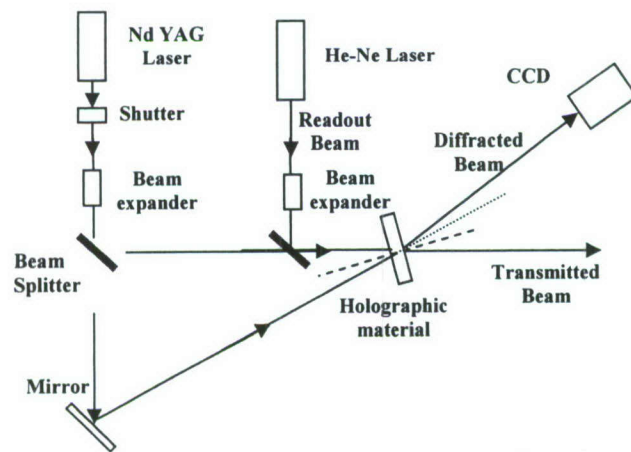 Nd YAG
Laser
He-Ne Laser
CCD
Shutter
Readout
Beam
Diffracted
Beam
Beam
expander
Beam
expander
Beam
Splitter
Transmitted
Beam
Holographic
material
Mirror